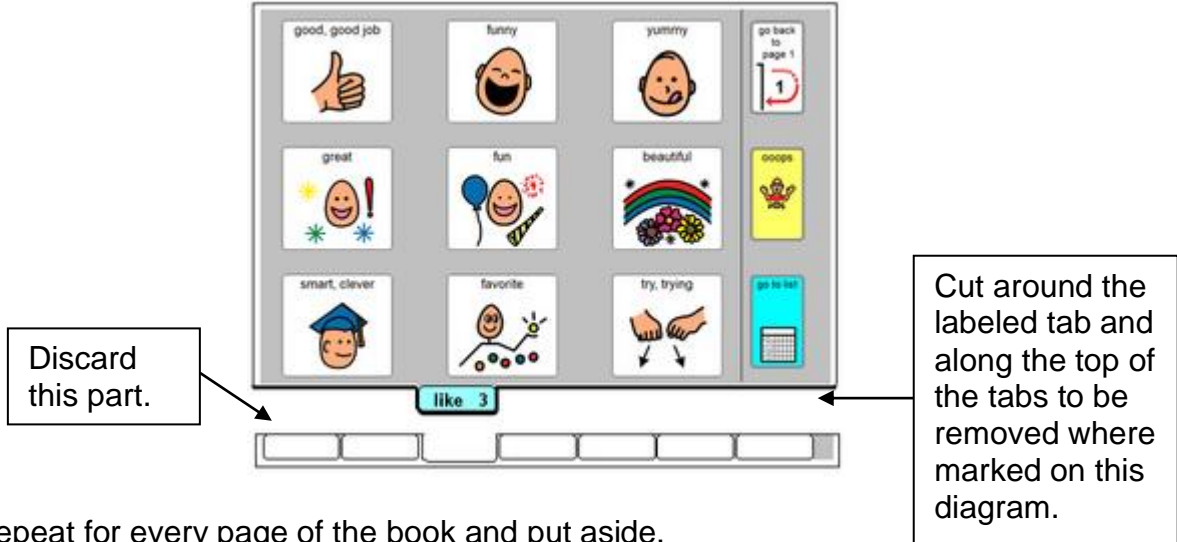 good, good job
funny
yummy
go back
to
page 1
1
great
fun
beautiful
ooops
smart, clever
favorite
try, trying
go to list
like 3
Discard
this part.
Cut around the
labeled tab and
along the top of
the tabs to be
removed where
marked on this
diagram.
epeat for every page of the book and put aside.